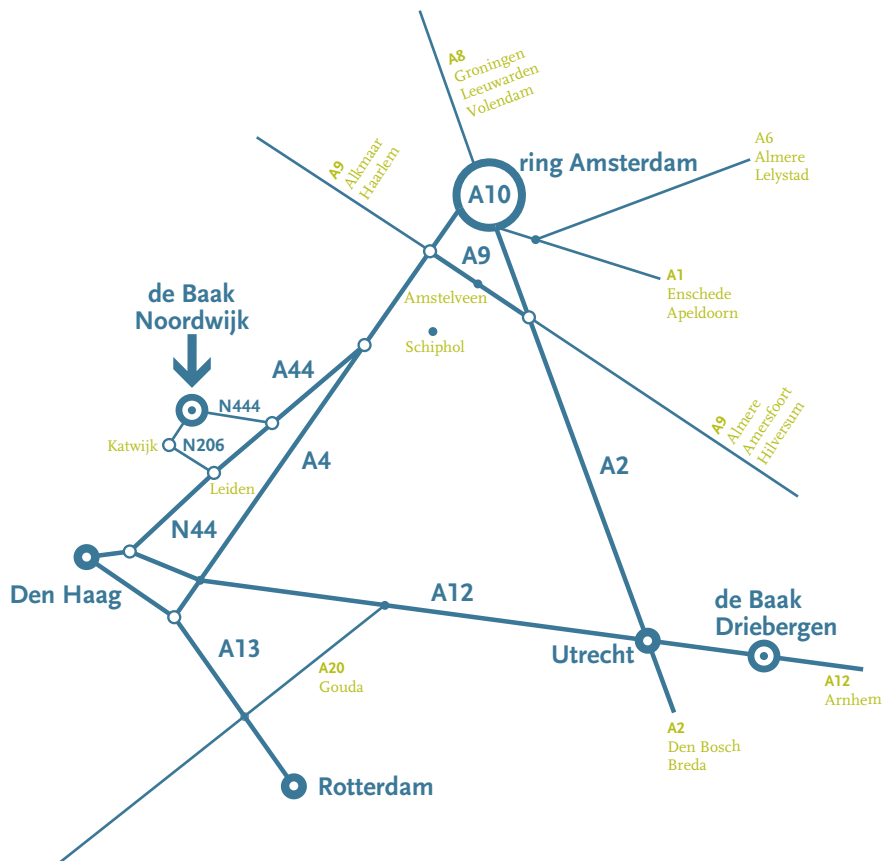 A8
Groningen
Leeuwarden
Volendam
A9
Alkmaar
Haarlem
ring Amsterdam
A10
A6
Almere
Lelystad
A9
A1
Enschede
Apeldoorn
Amstelveen
Schiphol
de Baak
Noordwijk
A44
N444
Katwijk
N206
Leiden
A4
A2
A9
Almere
Amersfoort
Hilversum
N44
Den Haag
A12
A13
de Baak
Driebergen
Utrecht
A20
Gouda
A12
Arnhem
A2
Den Bosch
Breda
Rotterdam